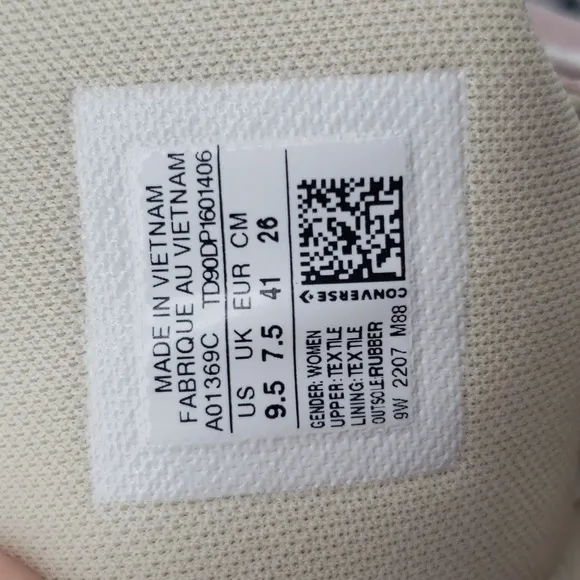 MADE IN VIETNAM
FABRIQUE AU VIETNAM
A01369C TD90DP1601406
US UK EUR CM
9.5 7.5 41 26
CONVERSE
GENDER: WOMEN
UPPER: TEXTILE
LINING: TEXTILE
OUTSOLE: RUBBER
9W 2207 M88